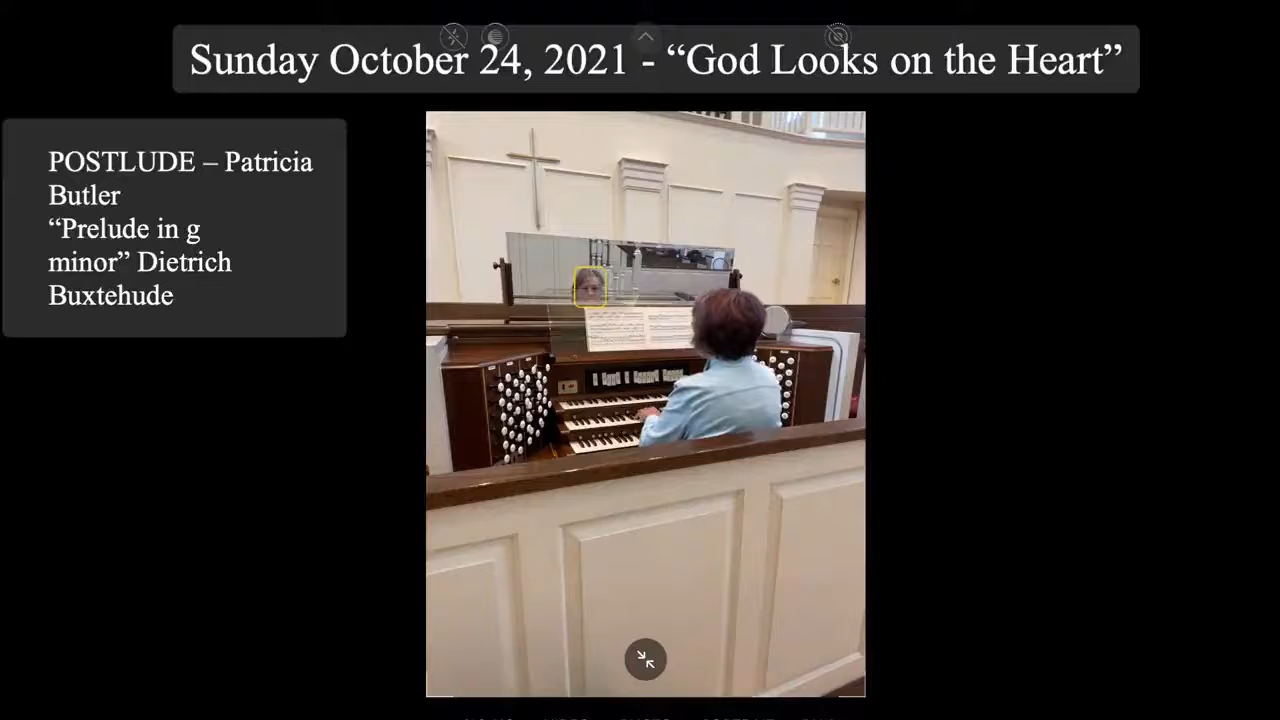 Sunday October 24, 2021 - “God Looks on the Heart”
POSTLUDE – Patricia
Butler
“Prelude in g
minor” Dietrich
Buxtehude